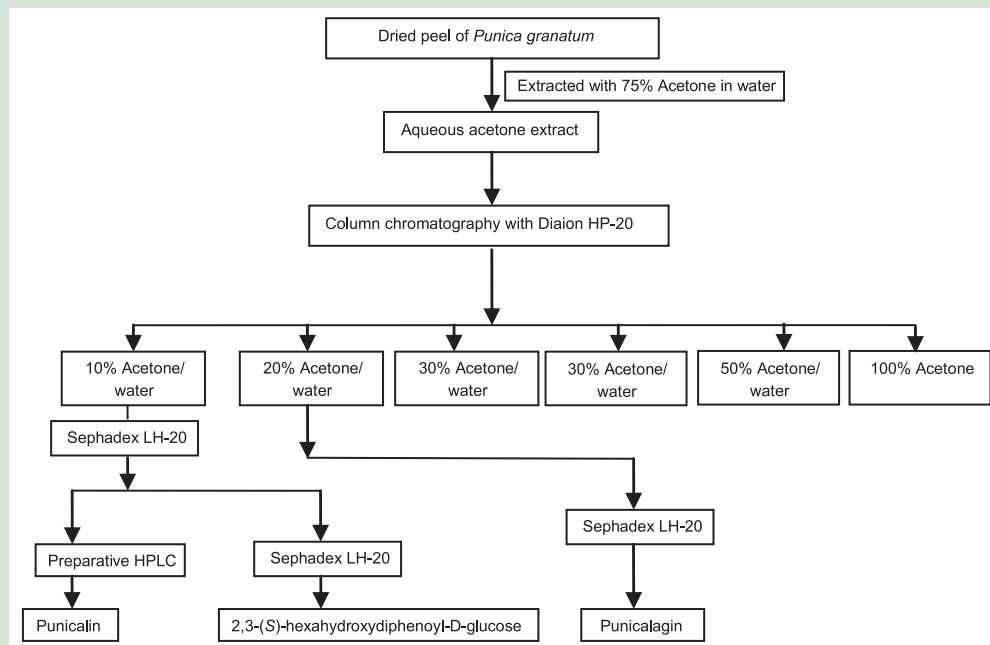 Dried peel of Punica granatum
Extracted with 75% Acetone in water
Aqueous acetone extract
Column chromatography with Diaion HP-20
10% Acetone/
water
20% Acetone/
water
30% Acetone/
water
30% Acetone/
water
50% Acetone/
water
100% Acetone
Sephadex LH-20
Sephadex LH-20
Preparative HPLC
Sephadex LH-20
Punicalin
2,3-(S)-hexahydroxydiphenoyl-D-glucose
Punicalagin